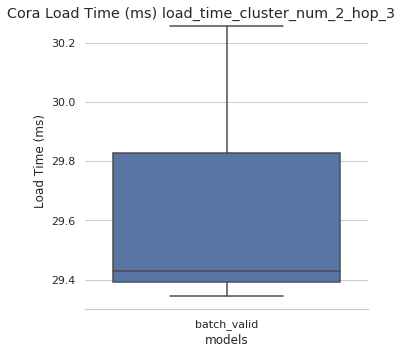 Cora Load Time (ms) load_time_cluster_num_2_hop_3
30.2
30.0
29.8
29.6
29.4
Load Time (ms)
batch_valid
models